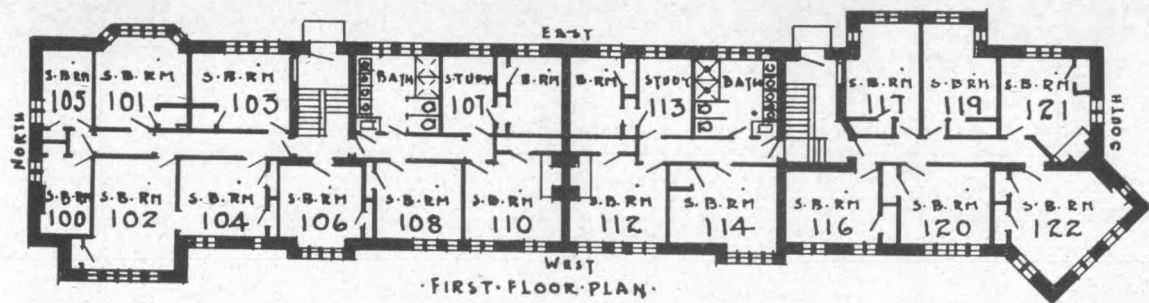 EAST
NORTH
SOUTH
S.B.RM
105
S.B.RM
101
S.B.RM
103
BATH
STUDY
107
B.RM
B.RM
STUDY
113
BATH
S.B.RM
117
S.B.RM
119
S.B.RM
121
S.B.RM
100
S.B.RM
102
S.B.RM
104
S.B.RM
106
S.B.RM
108
S.B.RM
110
S.B.RM
112
S.B.RM
114
S.B.RM
116
S.B.RM
120
S.B.RM
122
WEST
·FIRST·FLOOR·PLAN·